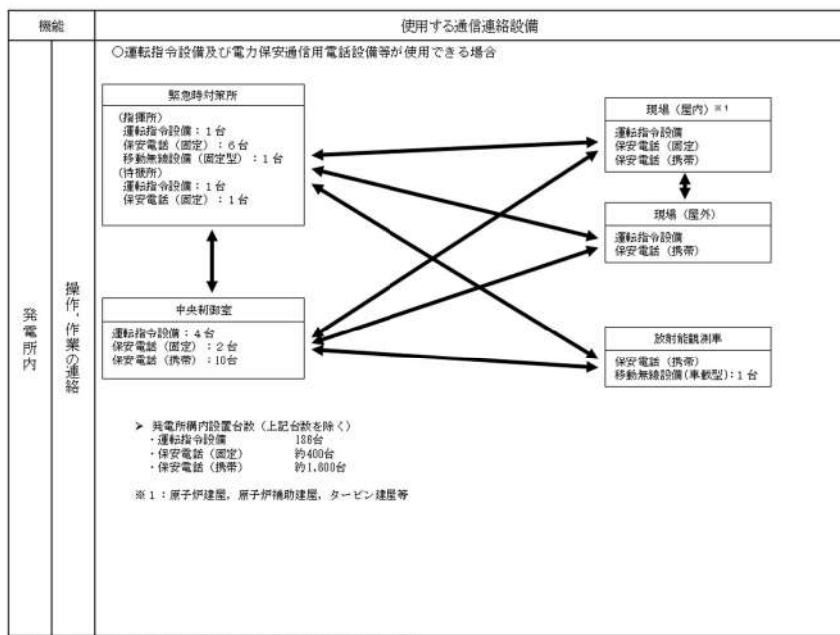 機能
使用する通信連絡設備
発電所内
操作,作業の連絡
○運転指令設備及び電力保安通信用電話設備等が使用できる場合
緊急時対策所
(指揮所)
運転指令設備:1台
保安電話(固定):6台
移動無線設備(固定型):1台
(待機所)
運転指令設備:1台
保安電話(固定):1台
中央制御室
運転指令設備:4台
保安電話(固定):2台
保安電話(携帯):10台
現場(屋内)※1
運転指令設備
保安電話(固定)
保安電話(携帯)
現場(屋外)
運転指令設備
保安電話(携帯)
放射能観測車
保安電話(携帯)
移動無線設備(車載型):1台
➢ 発電所構内設置台数(上記台数を除く)
・運転指令設備 186台
・保安電話(固定) 約400台
・保安電話(携帯) 約1,600台
※1:原子炉建屋,原子炉補助建屋,タービン建屋等